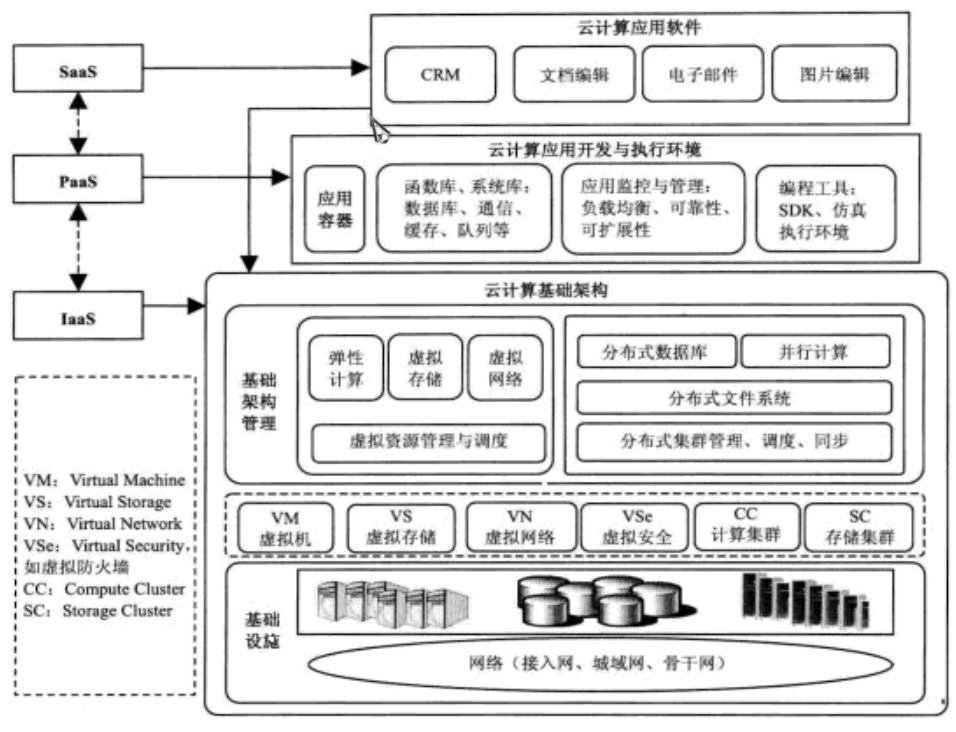 云计算应用软件
SaaS
CRM
文档编辑
电子邮件
图片编辑
云计算应用开发与执行环境
PaaS
应用
容器
函数库、系统库：
数据库、通信、
缓存、队列等
应用监控与管理：
负载均衡、可靠性、
可扩展性
编程工具：
SDK、仿真
执行环境
云计算基础架构
IaaS
基础
架构
管理
弹性
计算
虚拟
存储
虚拟
网络
虚拟资源管理与调度
分布式数据库
并行计算
分布式文件系统
分布式集群管理、调度、同步
VM
虚拟机
VS
虚拟存储
VN
虚拟网络
VSe
虚拟安全
CC
计算集群
SC
存储集群
基础
设施
网络（接入网、城域网、骨干网）
VM：Virtual Machine
VS：Virtual Storage
VN：Virtual Network
VSe：Virtual Security，
如虚拟防火墙
CC：Compute Cluster
SC：Storage Cluster